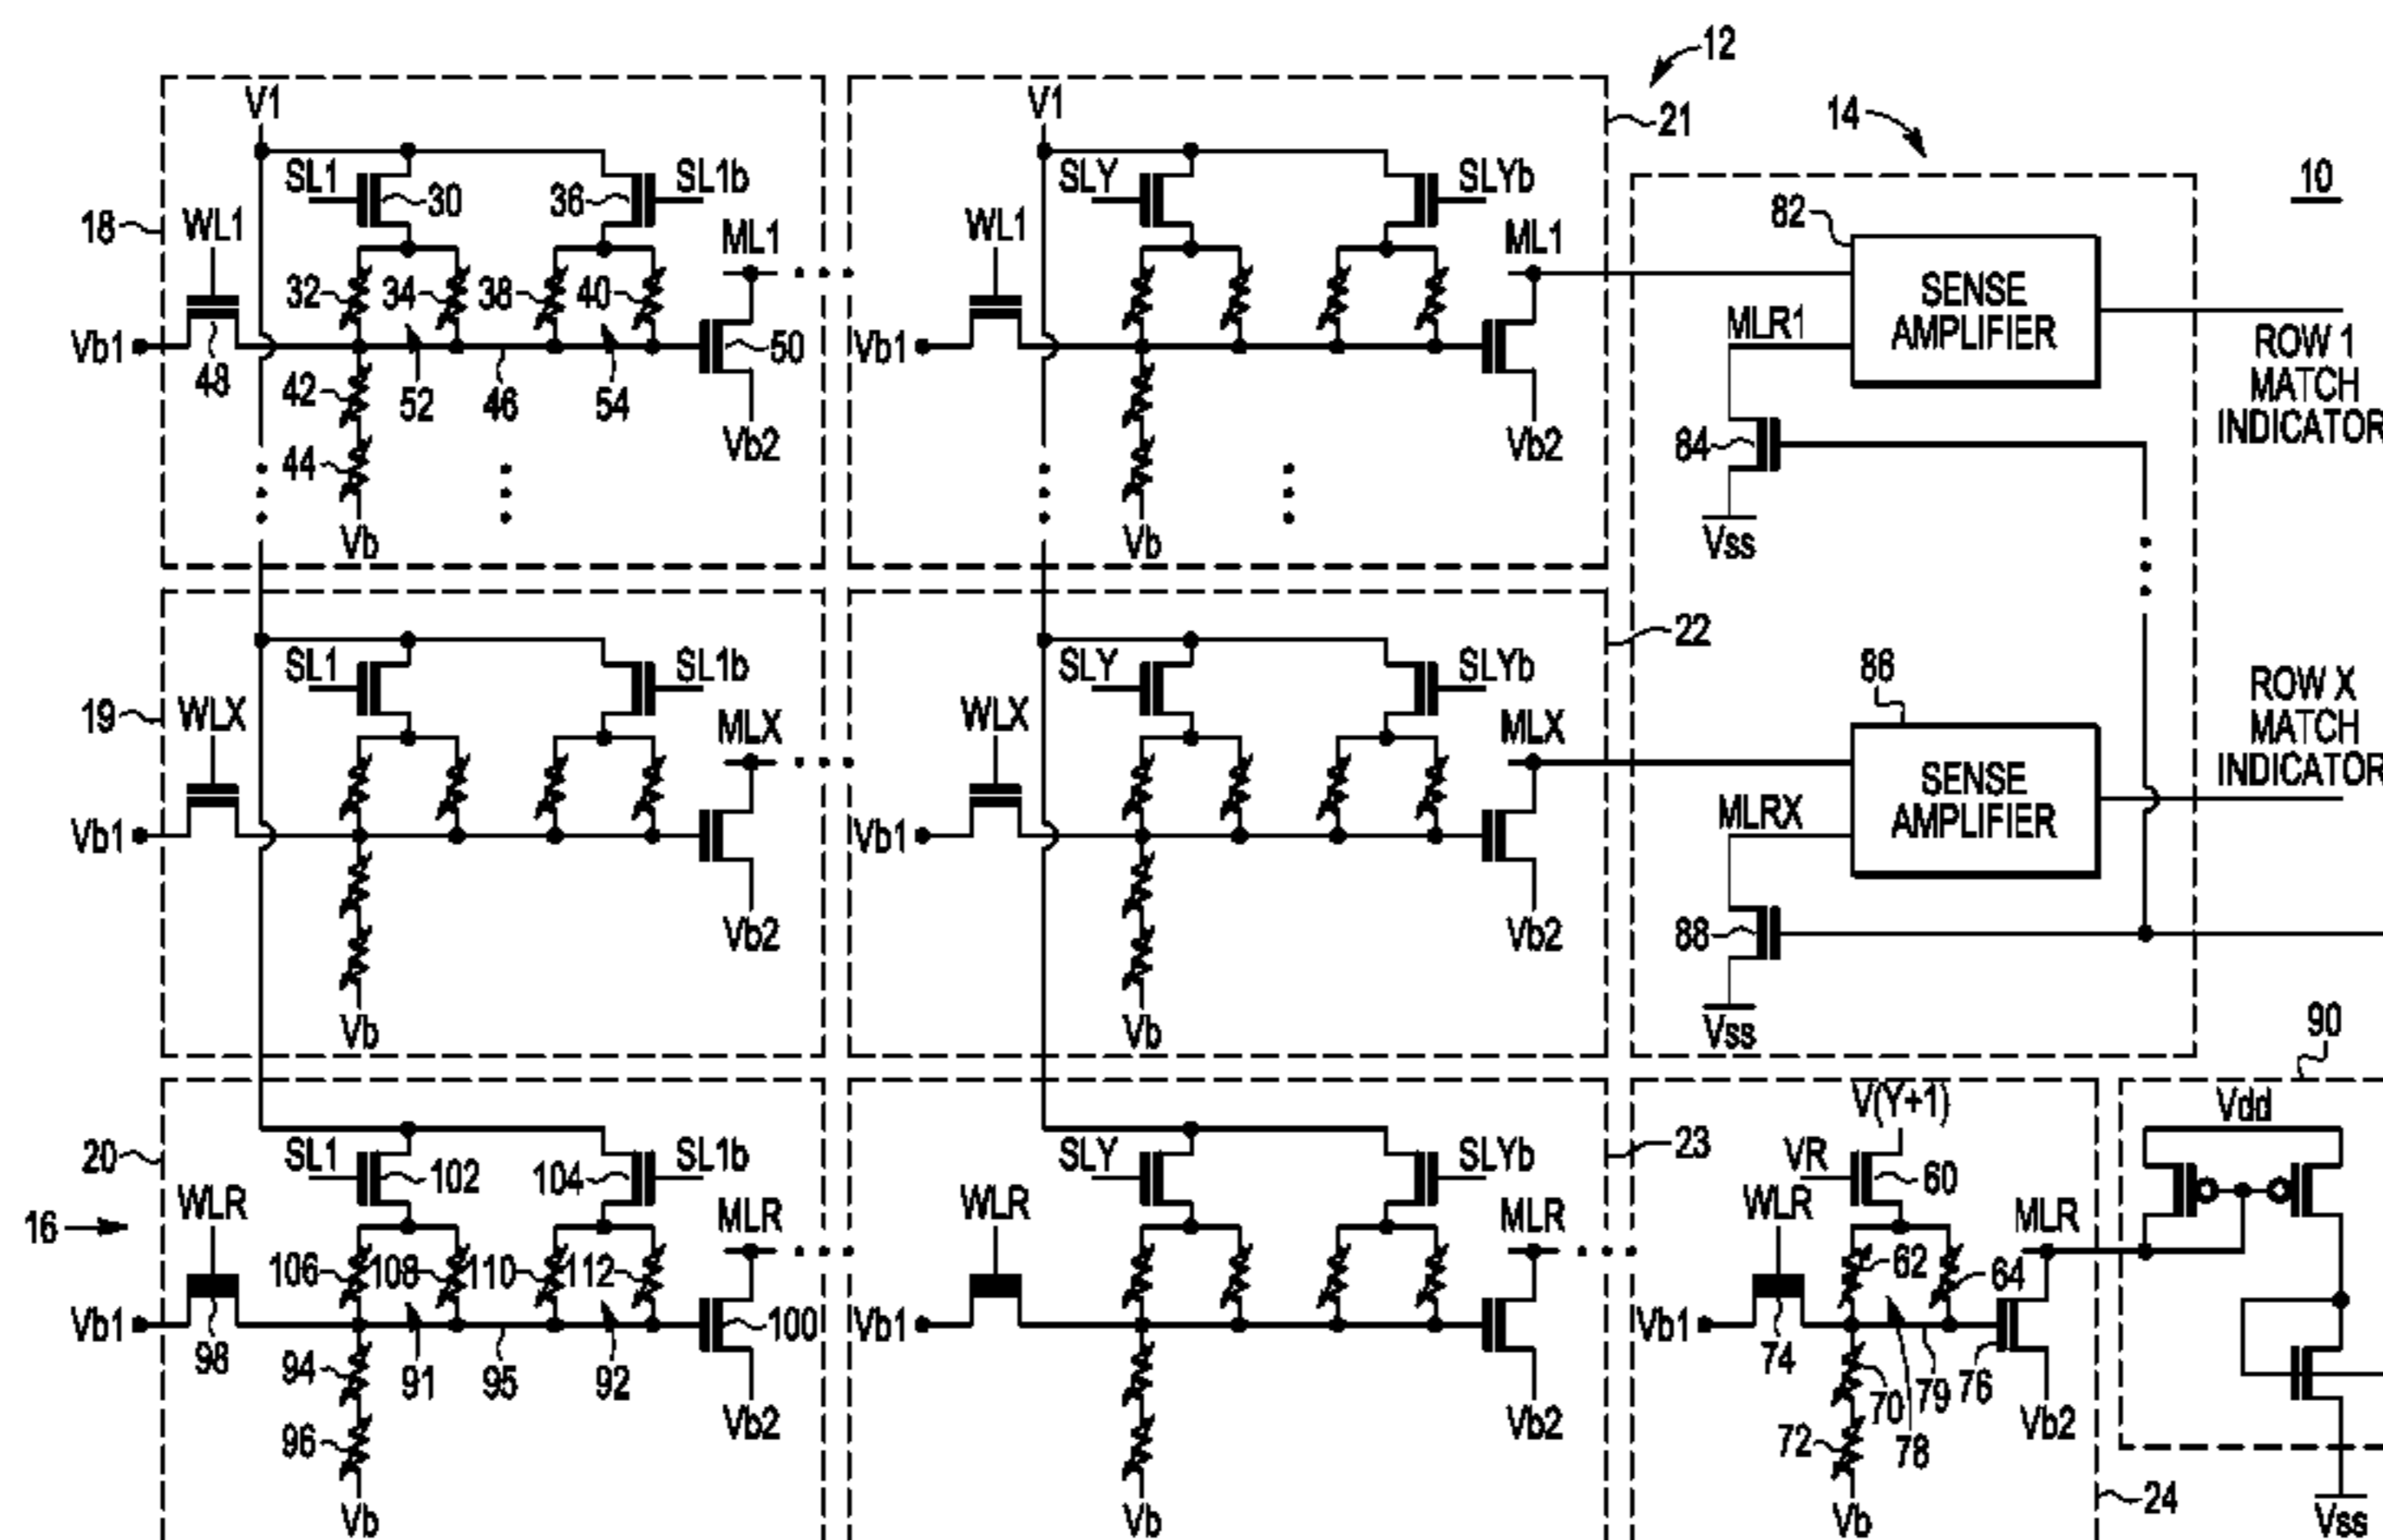 12
V1
V1
21
14
SL1
SL1b
SLY
SLYb
10
30
36
82
18
WL1
ML1
WL1
ML1
SENSE AMPLIFIER
32
34
38
40
MLR1
Vb1
48
50
Vb1
ROW 1 MATCH INDICATOR
42
52
46
54
44
Vb2
Vb2
84
Vb
Vb
Vss
22
SL1
SL1b
SLY
SLYb
86
19
WLX
MLX
WLX
MLX
ROW X MATCH INDICATOR
SENSE AMPLIFIER
MLRX
Vb1
Vb1
Vb2
Vb2
88
Vb
Vb
Vss
90
V(Y+1)
Vdd
20
SL1
SL1b
SLY
SLYb
23
VR
102
104
60
16
WLR
MLR
WLR
MLR
WLR
MLR
106
108
110
112
62
64
Vb1
98
100
Vb1
Vb1
74
94
91
95
92
70
79
76
96
Vb2
Vb2
72
78
Vb2
24
Vb
Vb
Vb
Vss